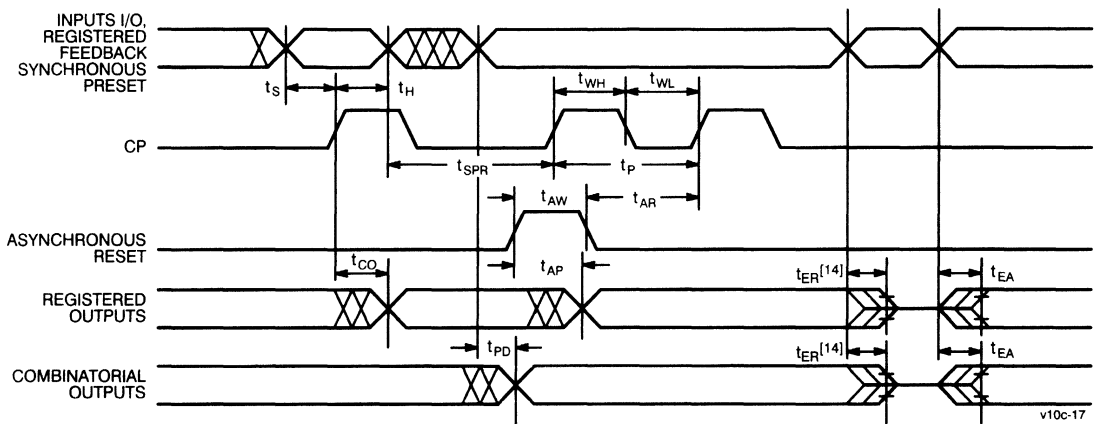 INPUTS I/O,
REGISTERED
FEEDBACK
SYNCHRONOUS
PRESET
tS
tH
tWH
tWL
CP
tSPR
tP
tAW
tAR
ASYNCHRONOUS
RESET
tCO
tAP
tER[14]
tEA
REGISTERED
OUTPUTS
tPD
tER[14]
tEA
COMBINATORIAL
OUTPUTS
v10c-17